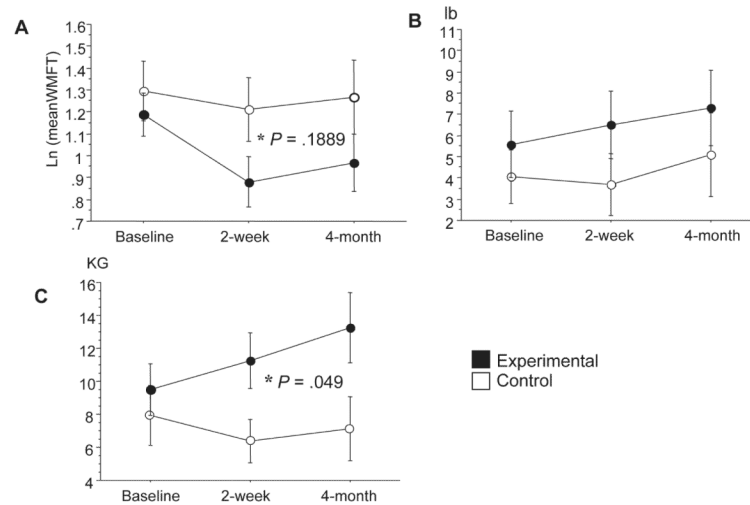 A
Ln (meanWMFT)
1.6
1.5
1.4
1.3
1.2
1.1
1
.9
.8
.7
* P = .1889
Baseline 2-week 4-month
B
lb
11
10
9
8
7
6
5
4
3
2
Baseline 2-week 4-month
C
KG
16
14
12
10
8
6
4
* P = .049
Baseline 2-week 4-month
Experimental
Control